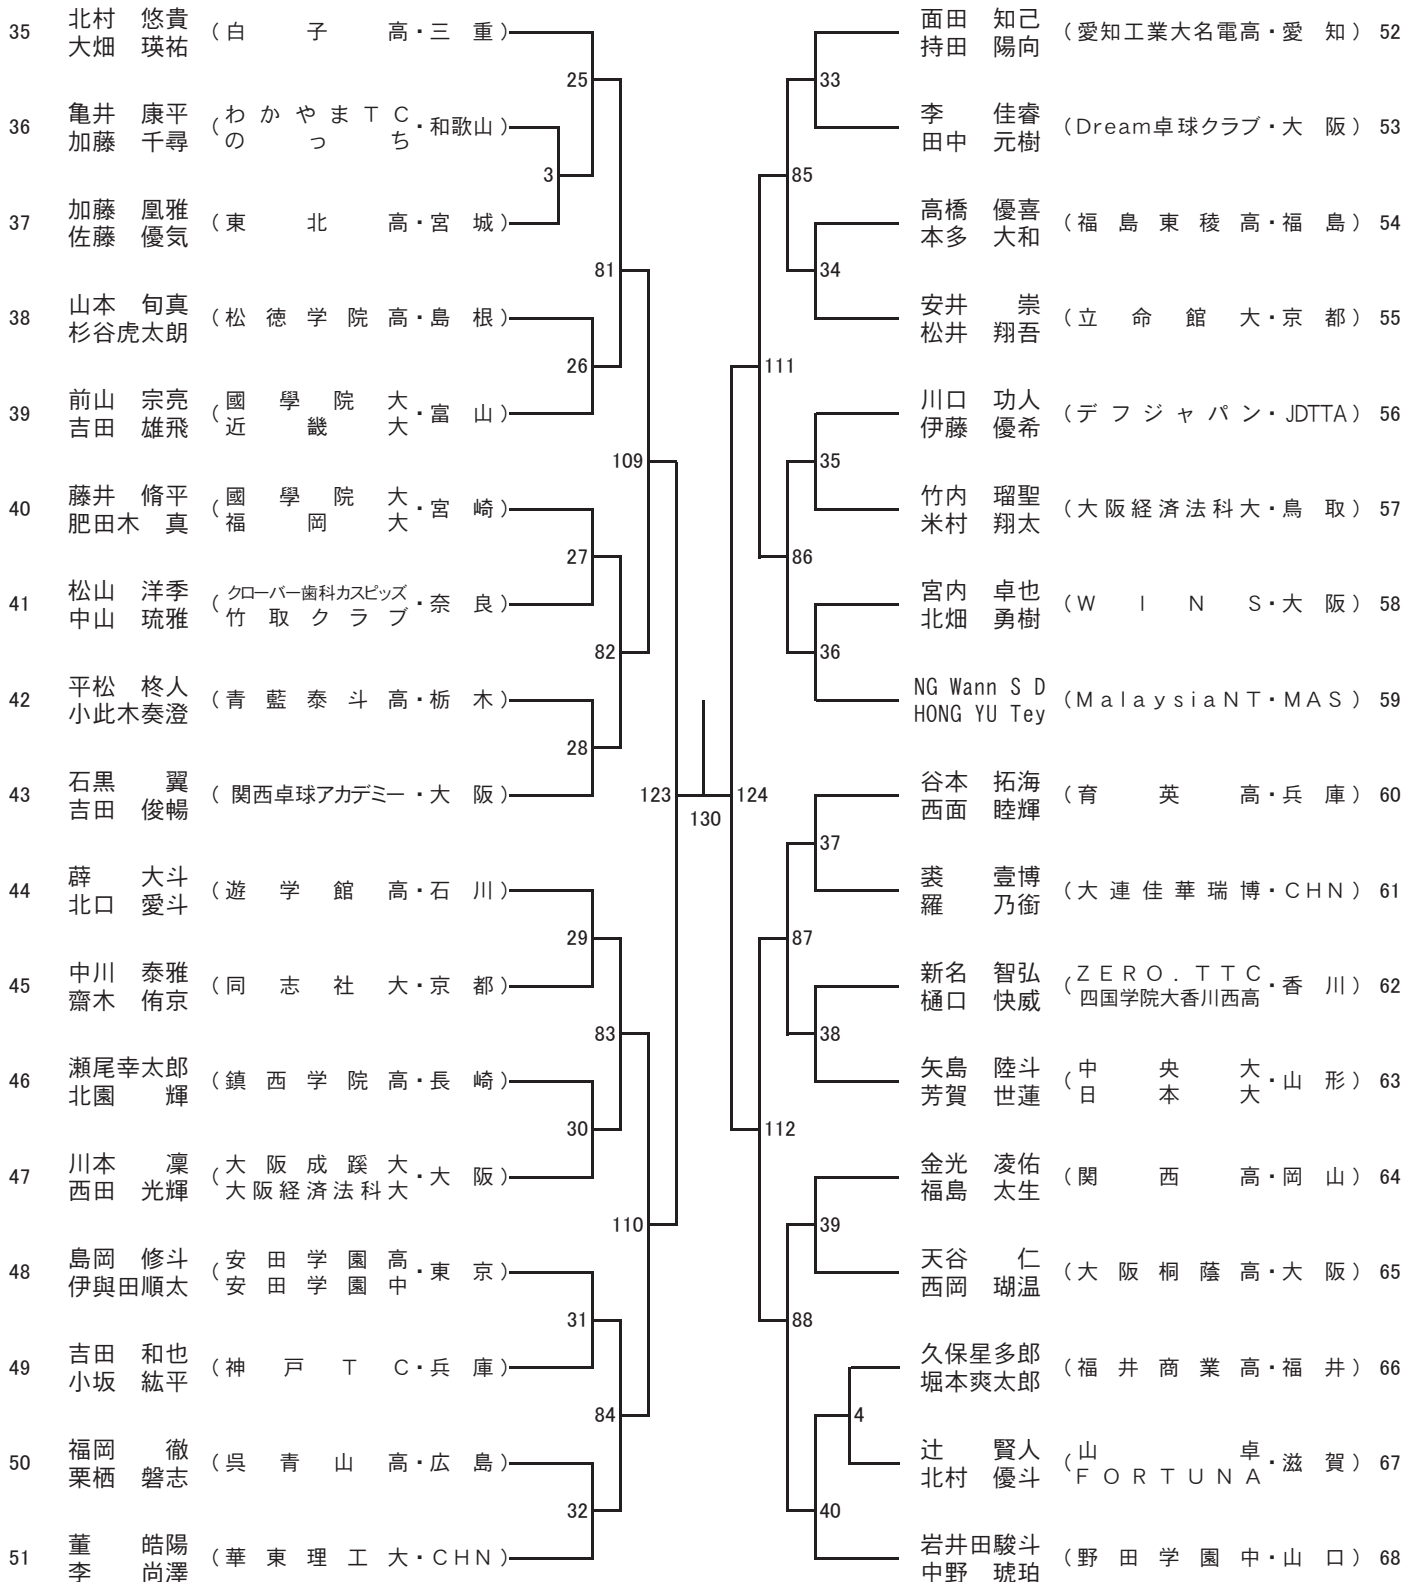 35 北村 悠貴 大畑 瑛祐 (白子高・三重)
36 亀井 康平 加藤 千尋 (わかやまTC のっち・和歌山)
37 加藤 凰雅 佐藤 優気 (東北高・宮城)
38 山本 旬真 杉谷虎太朗 (松徳学院高・島根)
39 前山 宗亮 吉田 雄飛 (國學院大 近畿大・富山)
40 藤井 脩平 肥田木 真 (國學院大 福岡大・宮崎)
41 松山 洋季 中山 琉雅 (クローバー歯科カスピッズ 竹取クラブ・奈良)
42 平松 柊人 小此木奏澄 (青藍泰斗高・栃木)
43 石黒 翼 吉田 俊暢 (関西卓球アカデミー・大阪)
44 薜 大斗 北口 愛斗 (遊学館高・石川)
45 中川 泰雅 齋木 侑京 (同志社大・京都)
46 瀬尾幸太郎 北園 輝 (鎮西学院高・長崎)
47 川本 凜 西田 光輝 (大阪成蹊大 大阪経済法科大・大阪)
48 島岡 修斗 伊與田順太 (安田学園高 安田学園中・東京)
49 吉田 和也 小坂 紘平 (神戸TC・兵庫)
50 福岡 徹 栗栖 磐志 (呉青山高・広島)
51 董 皓陽 李 尚澤 (華東理工大・CHN)
25
3
81
26
109
27
82
28
123
29
83
30
110
31
84
32
130
124
33
85
34
111
35
86
36
37
87
38
112
39
88
4
40
面田 知己 持田 陽向 (愛知工業大名電高・愛知) 52
李 佳睿 田中 元樹 (Dream卓球クラブ・大阪) 53
高橋 優喜 本多 大和 (福島東稜高・福島) 54
安井 崇 松井 翔吾 (立命館大・京都) 55
川口 功人 伊藤 優希 (デフジャパン・JDTTA) 56
竹内 瑠聖 米村 翔太 (大阪経済法科大・鳥取) 57
宮内 卓也 北畑 勇樹 (WINS・大阪) 58
NG Wann S D HONG YU Tey (MalaysiaNT・MAS) 59
谷本 拓海 西面 睦輝 (育英高・兵庫) 60
裘 壹博 羅 乃衙 (大連佳華瑞博・CHN) 61
新名 智弘 樋口 快威 (ZERO.TTC 四国学院大香川西高・香川) 62
矢島 陸斗 芳賀 世蓮 (中央大 日本大・山形) 63
金光 凌佑 福島 太生 (関西高・岡山) 64
天谷 仁 西岡 瑚温 (大阪桐蔭高・大阪) 65
久保星多郎 堀本爽太郎 (福井商業高・福井) 66
辻 賢人 北村 優斗 (山卓 FORTUNA・滋賀) 67
岩井田駿斗 中野 琥珀 (野田学園中・山口) 68